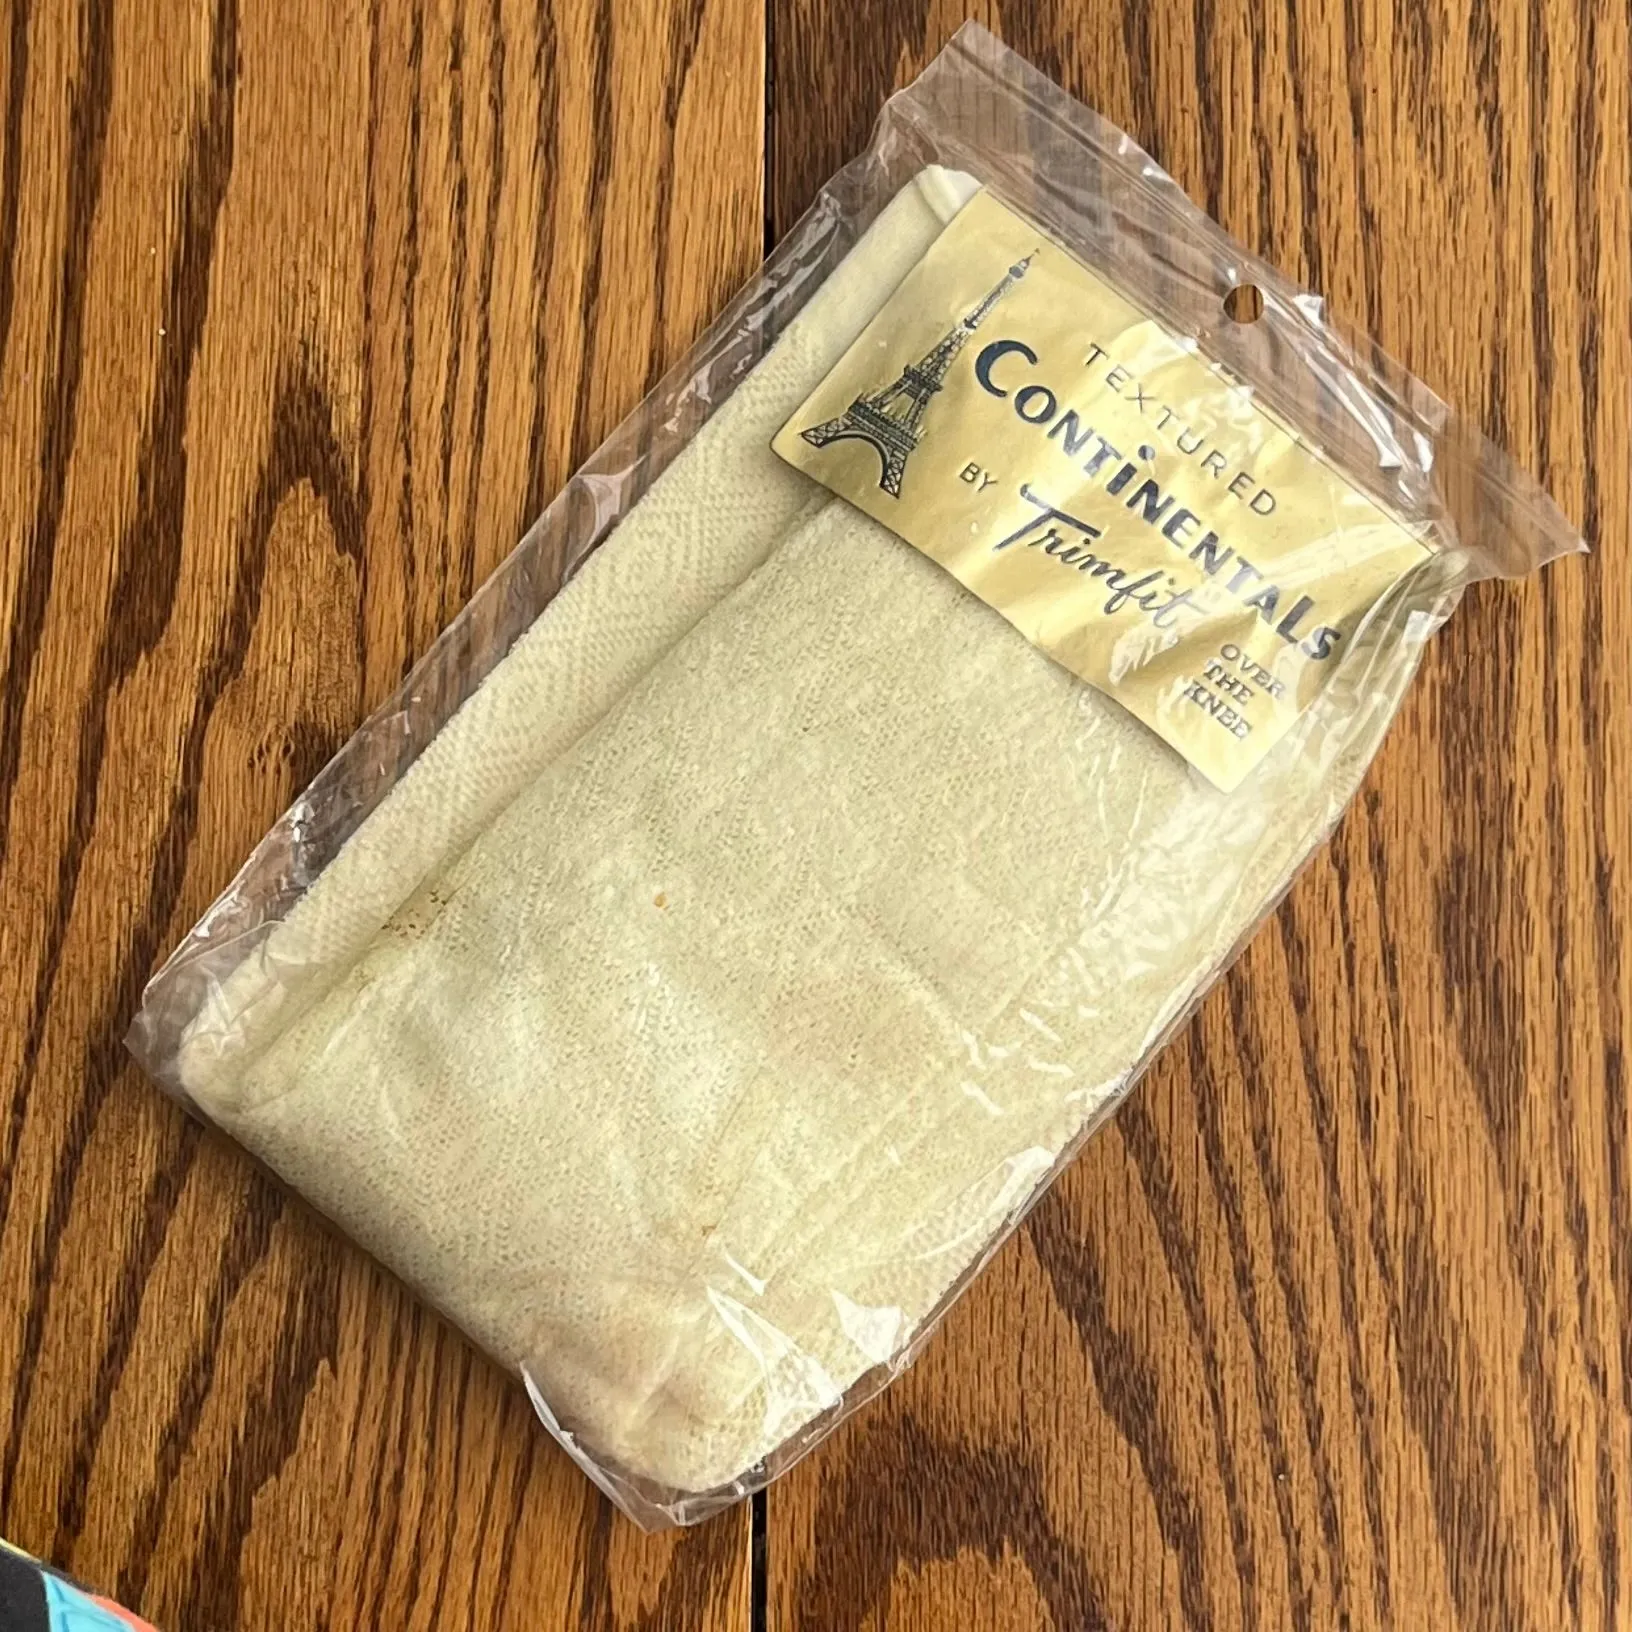 TEXTURED
CONTiNENTALS
BY Trimfit
OVER
THE
KNEE